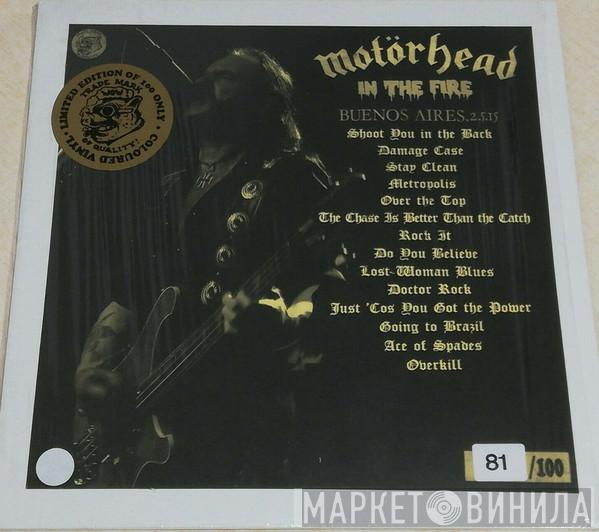 motörhead
IN THE FIRE
BUENOS AIRES, 2.5.15
Shoot You in the Back
Damage Case
Stay Clean
Metropolis
Over the Top
The Chase Is Better Than the Catch
Rock It
Do You Believe
Lost Woman Blues
Doctor Rock
Just 'Cos You Got the Power
Going to Brazil
Ace of Spades
Overkill
LIMITED EDITION OF 100 ONLY • COLOURED VINYL •
TRADE MARK
WOW
OF QUALITY!
81 /100
МАРКЕТ ВИНИЛА